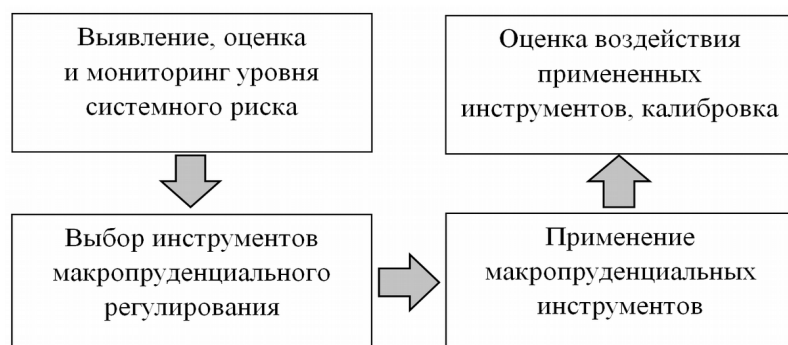 Выявление, оценка
и мониторинг уровня
системного риска
Выбор инструментов
макропруденциального
регулирования
Применение
макропруденциальных
инструментов
Оценка воздействия
примененных
инструментов, калибровка